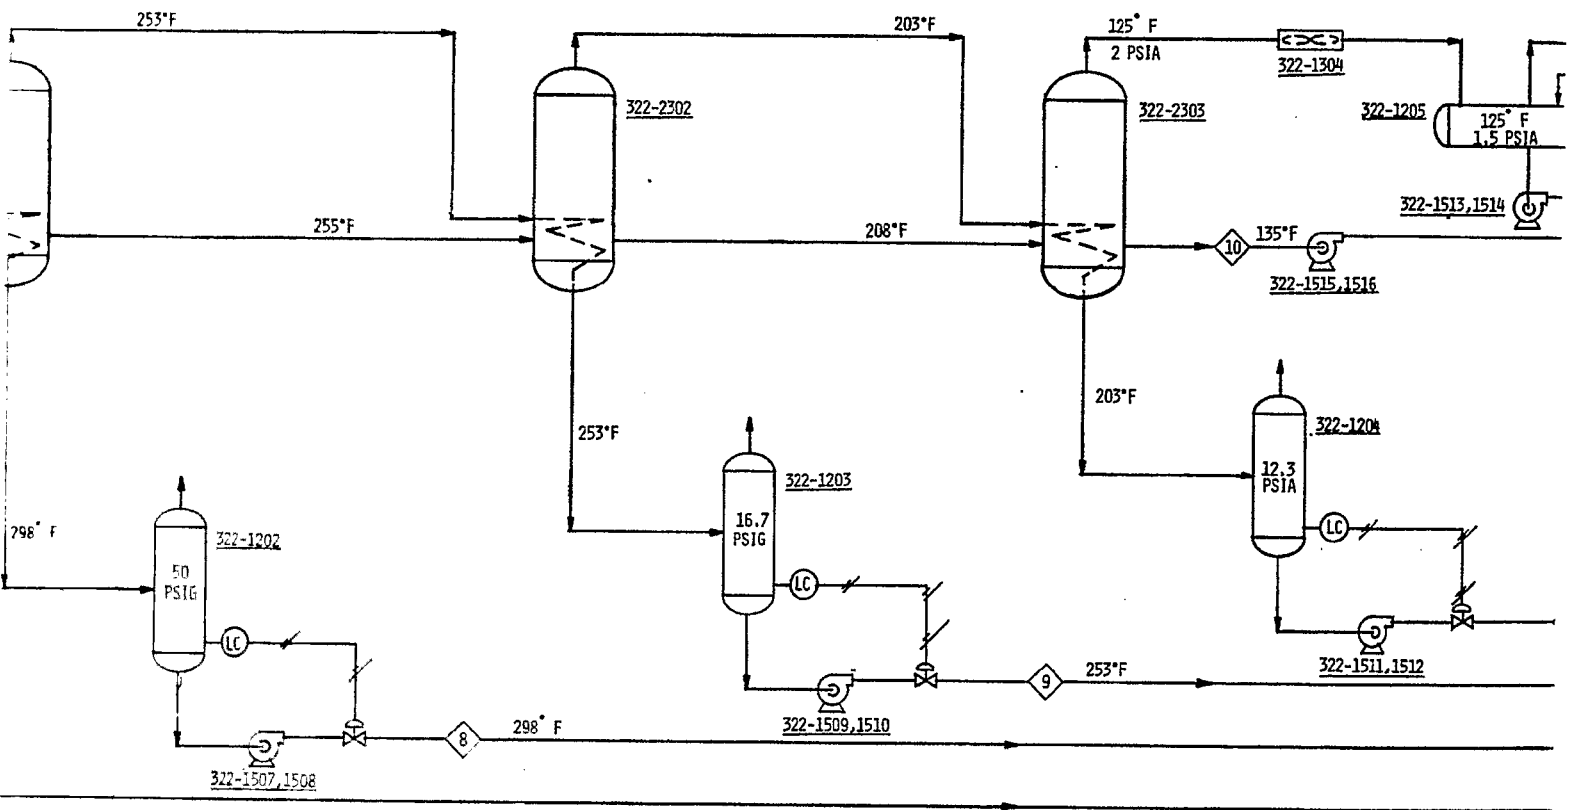 253°F
203°F
125° F
2 PSIA
322-1304
322-2302
322-2303
322-1205
125° F
1.5 PSIA
322-1513,1514
255°F
208°F
10
135°F
322-1515,1516
203°F
253°F
322-1204
12.3
PSIA
LC
322-1203
16.7
PSIG
LC
298° F
322-1202
50
PSIG
LC
322-1511,1512
9
253°F
322-1509,1510
8
298° F
322-1507,1508